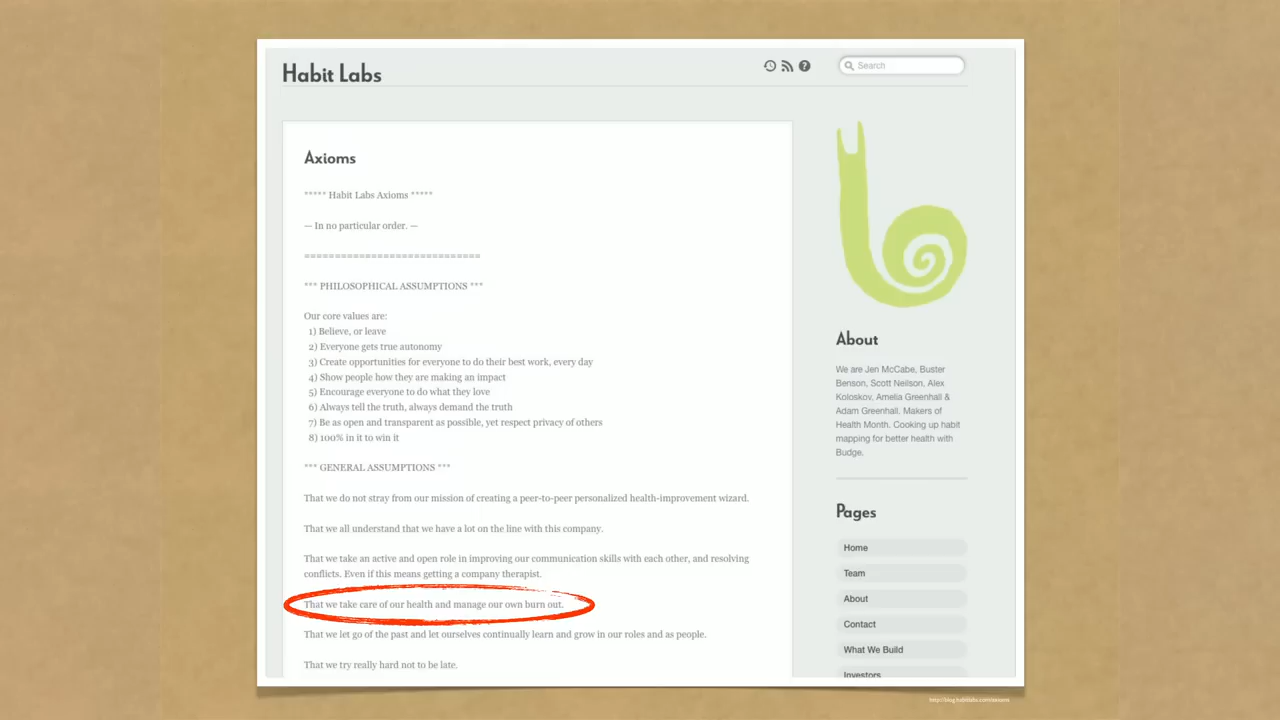 Habit Labs
Search
Axioms
***** Habit Labs Axioms *****
— In no particular order. —
=============================
*** PHILOSOPHICAL ASSUMPTIONS ***
Our core values are:
1) Believe, or leave
2) Everyone gets true autonomy
3) Create opportunities for everyone to do their best work, every day
4) Show people how they are making an impact
5) Encourage everyone to do what they love
6) Always tell the truth, always demand the truth
7) Be as open and transparent as possible, yet respect privacy of others
8) 100% in it to win it
*** GENERAL ASSUMPTIONS ***
That we do not stray from our mission of creating a peer-to-peer personalized health-improvement wizard.
That we all understand that we have a lot on the line with this company.
That we take an active and open role in improving our communication skills with each other, and resolving
conflicts. Even if this means getting a company therapist.
That we take care of our health and manage our own burn out.
That we let go of the past and let ourselves continually learn and grow in our roles and as people.
That we try really hard not to be late.
About
We are Jen McCabe, Buster
Benson, Scott Neilson, Alex
Koloskov, Amelia Greenhall &
Adam Greenhall. Makers of
Health Month. Cooking up habit
mapping for better health with
Budge.
Pages
Home
Team
About
Contact
What We Build
Investors